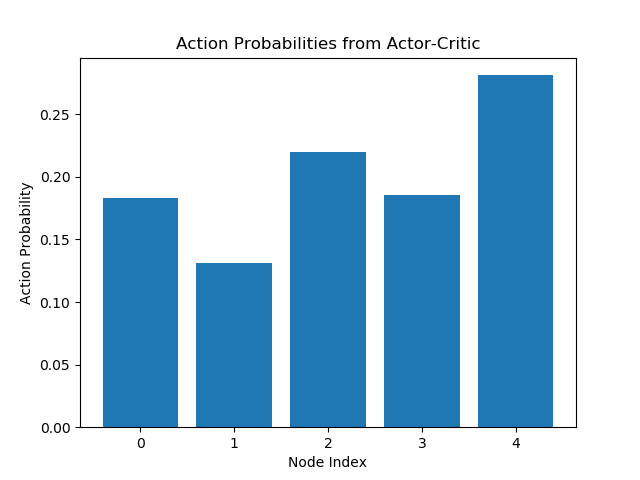 Action Probabilities from Actor-Critic
Action Probability
0.25
0.20
0.15
0.10
0.05
0.00
0 1 2 3 4
Node Index